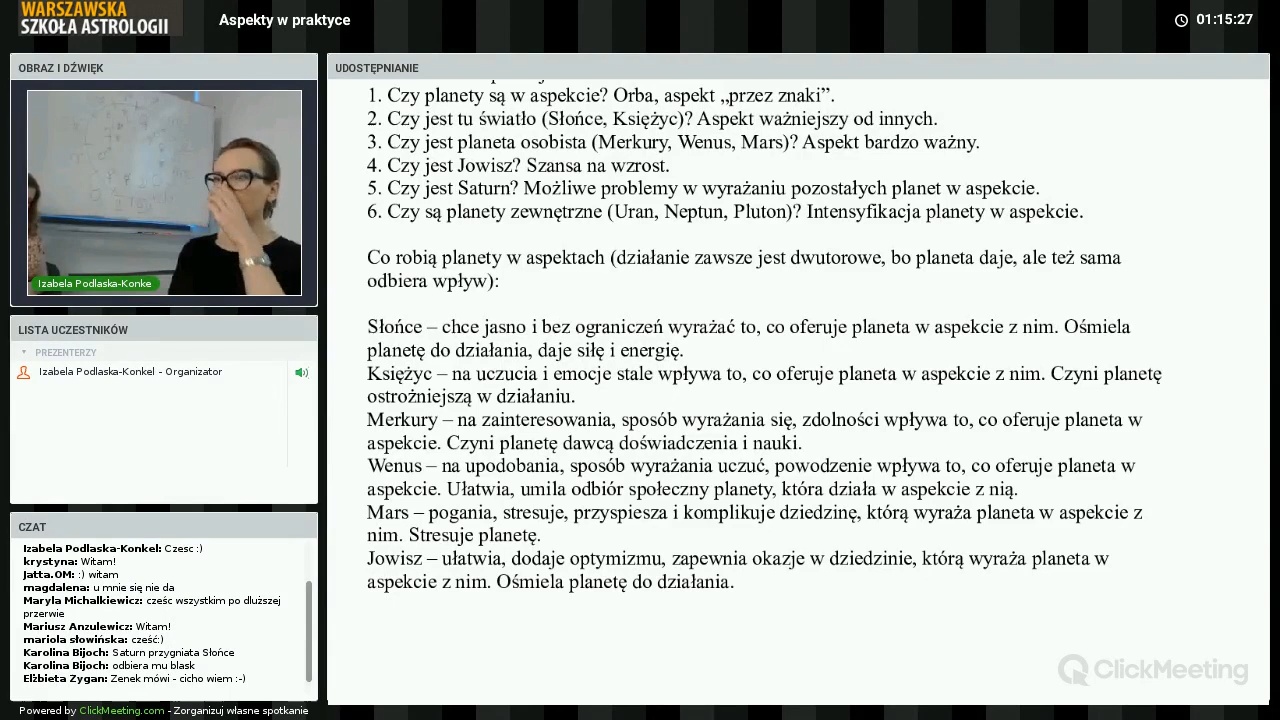 WARSZAWSKA
SZKOŁA ASTROLOGII
Aspekty w praktyce
01:15:27
OBRAZ I DŹWIĘK
Izabela Podlaska-Konke
LISTA UCZESTNIKÓW
PREZENTERZY
Izabela Podlaska-Konkel - Organizator
CZAT
Izabela Podlaska-Konkel: Czesc :)
krystyna: Witam!
Jatta.OM: :) witam
magdalena: u mnie się nie da
Maryla Michalkiewicz: cześc wszystkim po dluższej
przerwie
Mariusz Anzulewicz: Witam!
mariola słowińska: cześć:)
Karolina Bijoch: Saturn przygniata Słońce
Karolina Bijoch: odbiera mu blask
Elżbieta Zygan: Zenek mówi - cicho wiem :-)
Powered by ClickMeeting.com - Zorganizuj własne spotkanie
UDOSTĘPNIANIE
1. Czy planety są w aspekcie? Orba, aspekt „przez znaki”.
2. Czy jest tu światło (Słońce, Księżyc)? Aspekt ważniejszy od innych.
3. Czy jest planeta osobista (Merkury, Wenus, Mars)? Aspekt bardzo ważny.
4. Czy jest Jowisz? Szansa na wzrost.
5. Czy jest Saturn? Możliwe problemy w wyrażaniu pozostałych planet w aspekcie.
6. Czy są planety zewnętrzne (Uran, Neptun, Pluton)? Intensyfikacja planety w aspekcie.
Co robią planety w aspektach (działanie zawsze jest dwutorowe, bo planeta daje, ale też sama
odbiera wpływ):
Słońce – chce jasno i bez ograniczeń wyrażać to, co oferuje planeta w aspekcie z nim. Ośmiela
planetę do działania, daje siłę i energię.
Księżyc – na uczucia i emocje stale wpływa to, co oferuje planeta w aspekcie z nim. Czyni planetę
ostrożniejszą w działaniu.
Merkury – na zainteresowania, sposób wyrażania się, zdolności wpływa to, co oferuje planeta w
aspekcie. Czyni planetę dawcą doświadczenia i nauki.
Wenus – na upodobania, sposób wyrażania uczuć, powodzenie wpływa to, co oferuje planeta w
aspekcie. Ułatwia, umila odbiór społeczny planety, która działa w aspekcie z nią.
Mars – pogania, stresuje, przyspiesza i komplikuje dziedzinę, którą wyraża planeta w aspekcie z
nim. Stresuje planetę.
Jowisz – ułatwia, dodaje optymizmu, zapewnia okazje w dziedzinie, którą wyraża planeta w
aspekcie z nim. Ośmiela planetę do działania.
ClickMeeting